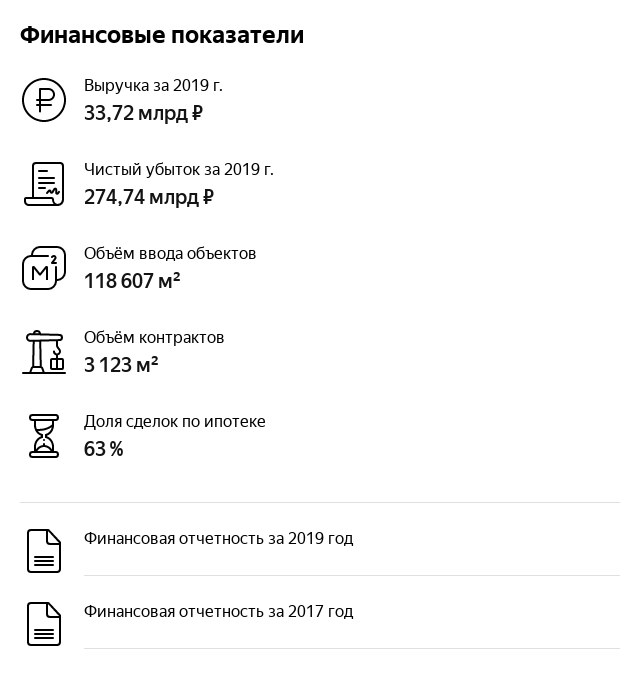 Финансовые показатели
Выручка за 2019 г.
33,72 млрд ₽
Чистый убыток за 2019 г.
274,74 млрд ₽
Объём ввода объектов
118 607 м²
Объём контрактов
3 123 м²
Доля сделок по ипотеке
63 %
Финансовая отчетность за 2019 год
Финансовая отчетность за 2017 год